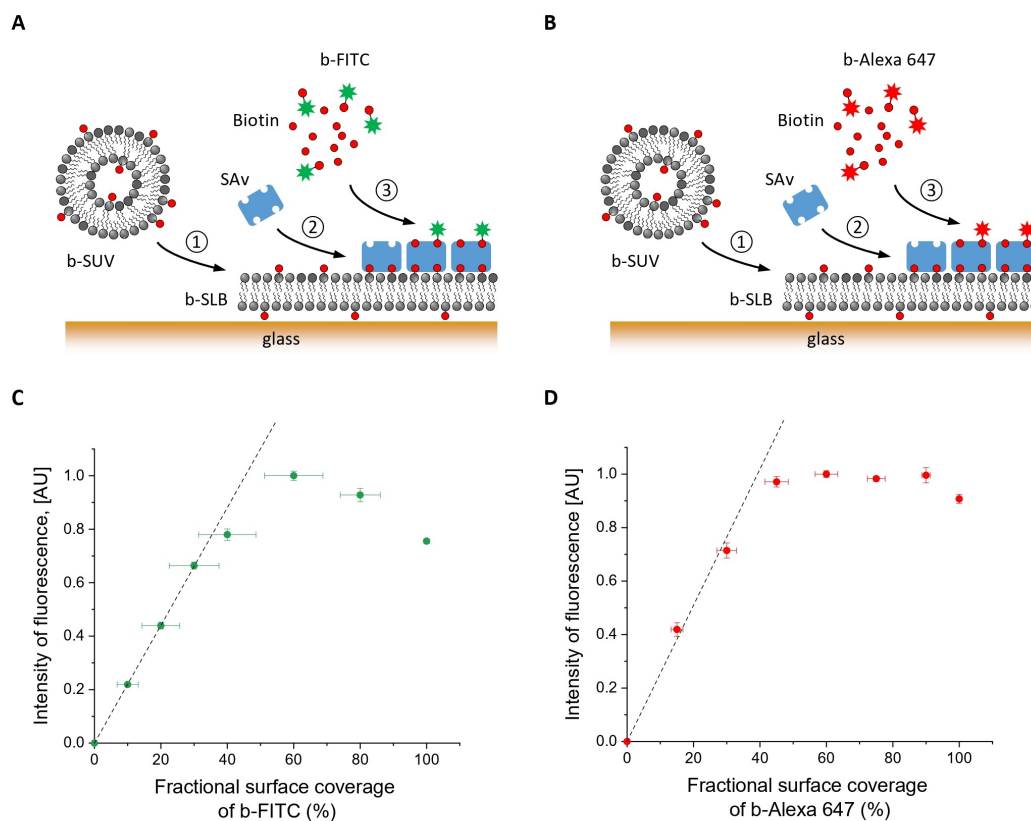 A
b-FITC
Biotin
SAv
③
②
①
b-SUV
b-SLB
glass
B
b-Alexa 647
Biotin
SAv
③
②
①
b-SUV
b-SLB
glass
C
Intensity of fluorescence, [AU]
1.0
0.8
0.6
0.4
0.2
0.0
0 20 40 60 80 100
Fractional surface coverage
of b-FITC (%)
D
Intensity of fluorescence [AU]
1.0
0.8
0.6
0.4
0.2
0.0
0 20 40 60 80 100
Fractional surface coverage
of b-Alexa 647 (%)